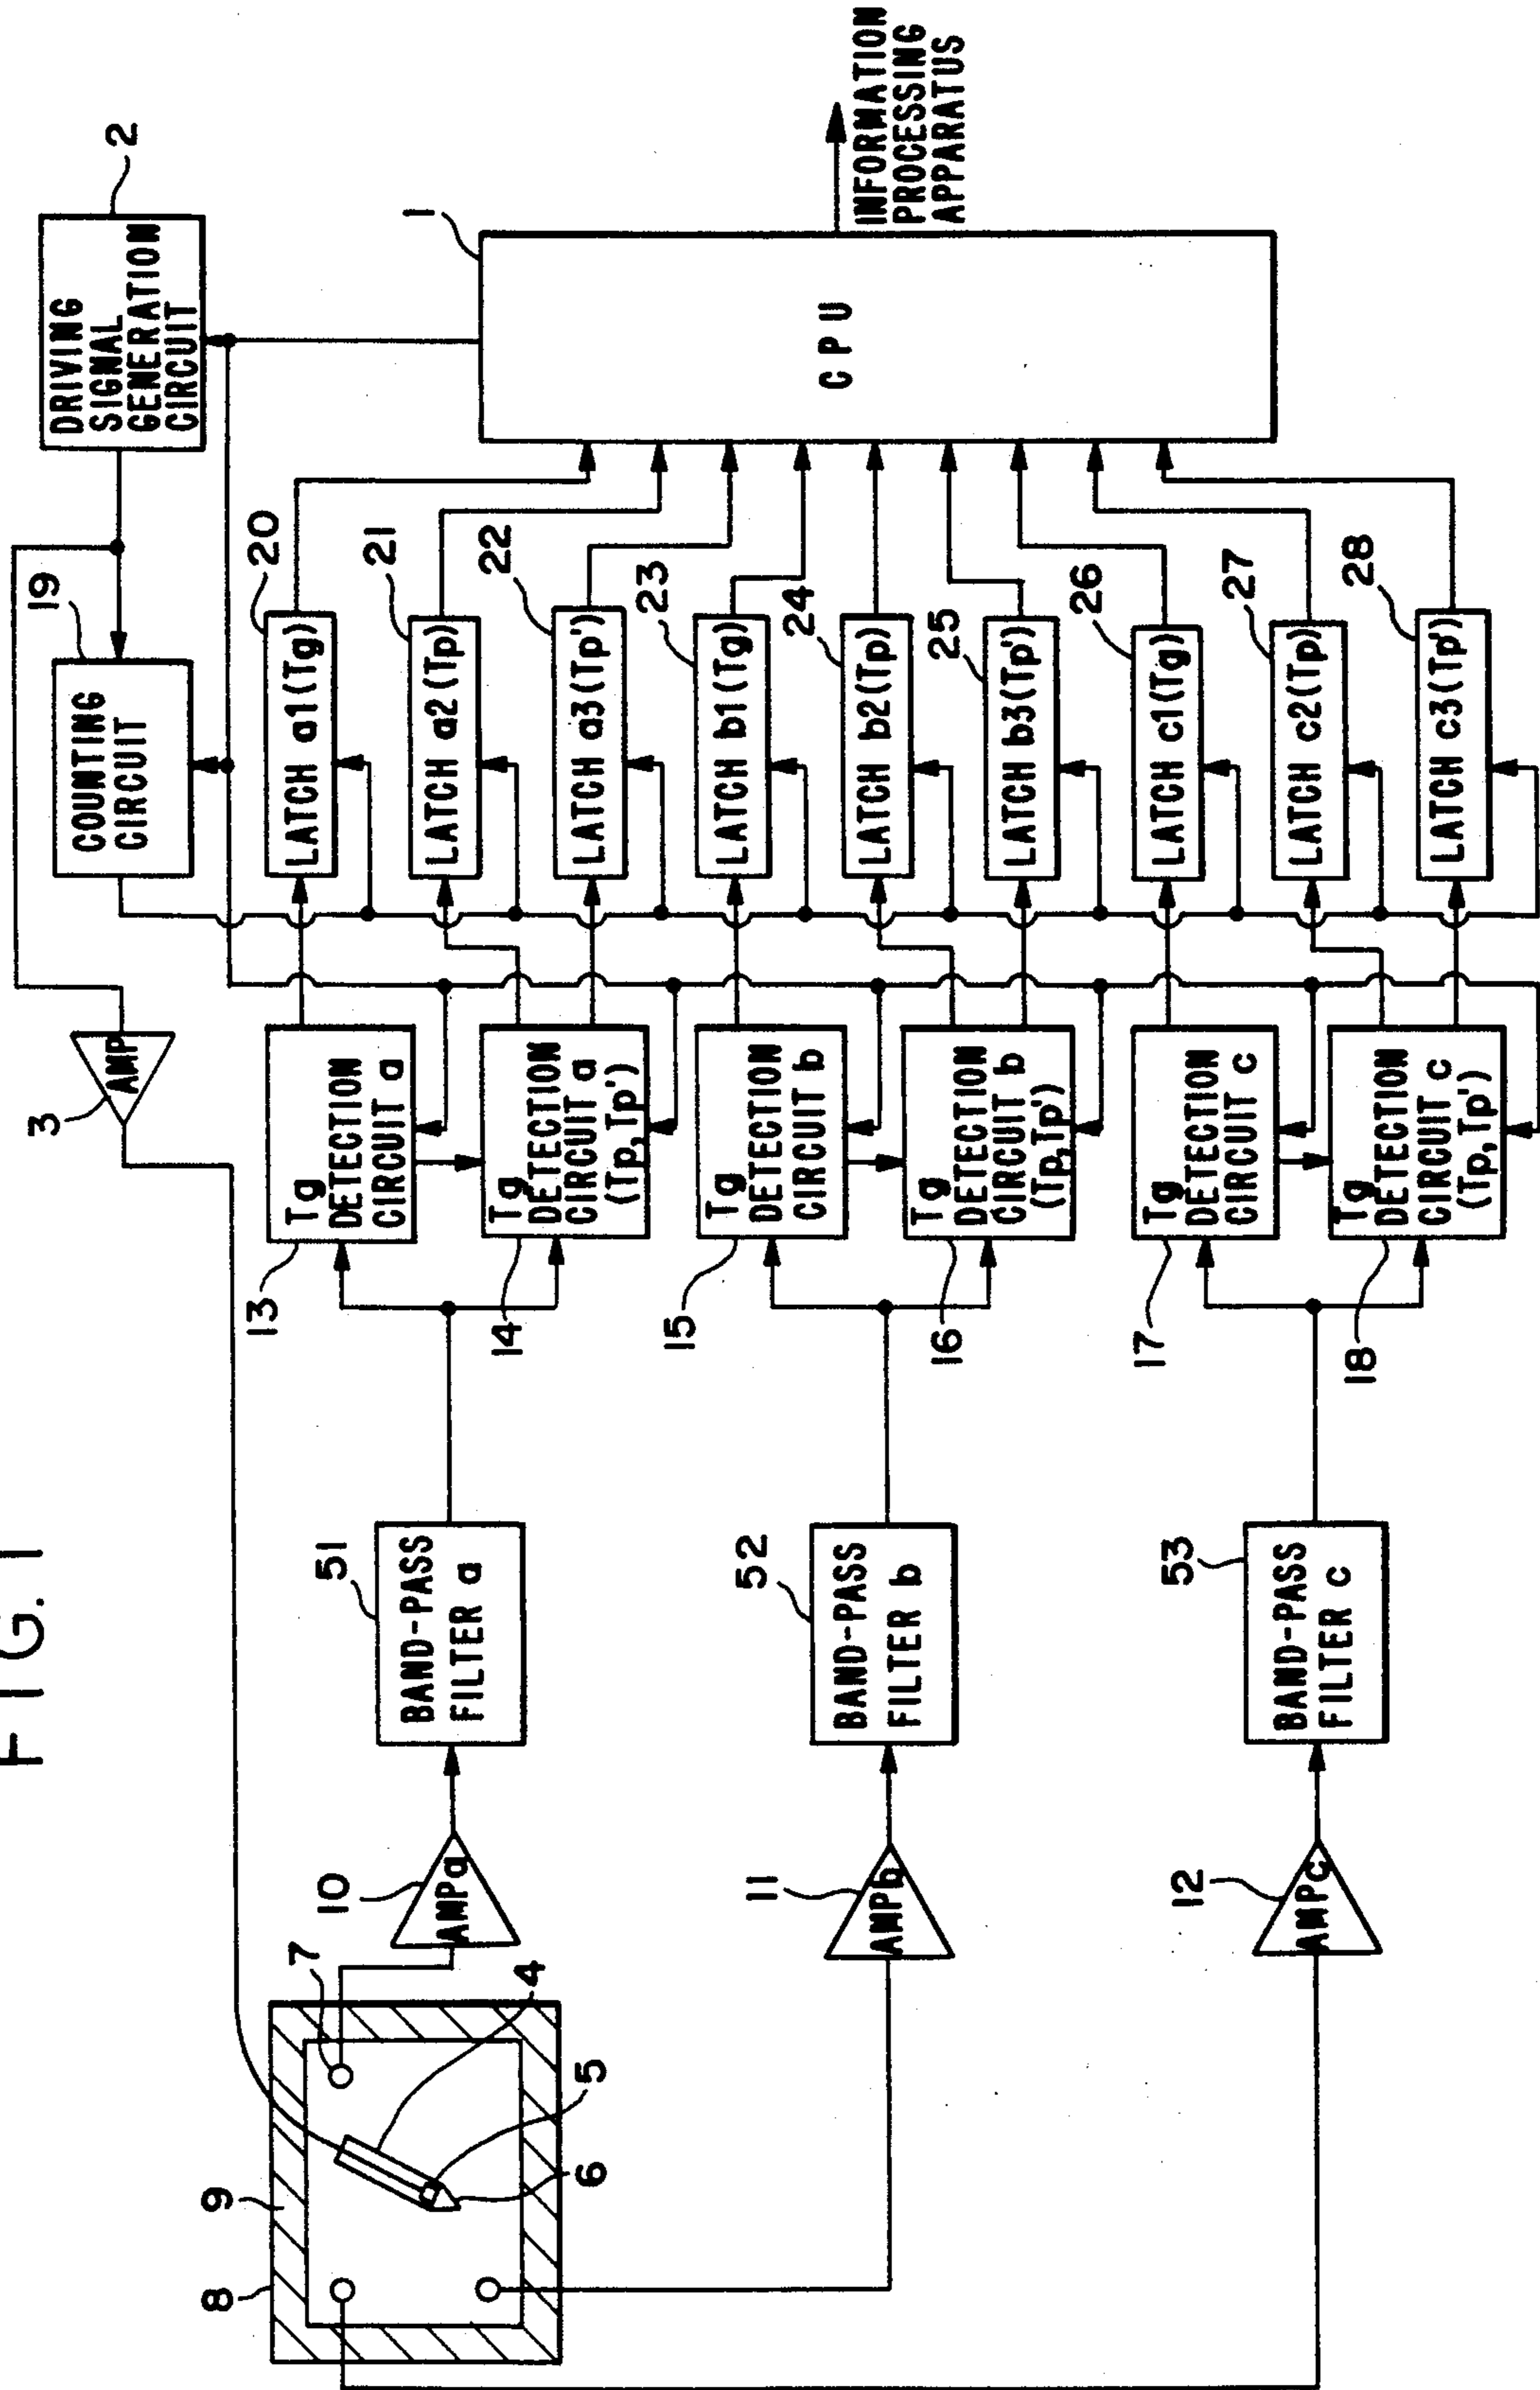 FIG. 1
DRIVING
SIGNAL
GENERATION
CIRCUIT
2
COUNTING
CIRCUIT
19
AMP
3
CPU
1
INFORMATION
PROCESSING
APPARATUS
LATCH a1(Tg)
20
LATCH a2(Tp)
21
LATCH a3(Tp')
22
LATCH b1(Tg)
23
LATCH b2(Tp)
24
LATCH b3(Tp')
25
LATCH c1(Tg)
26
LATCH c2(Tp)
27
LATCH c3(Tp')
28
Tg
DETECTION
CIRCUIT a
13
Tg
DETECTION
CIRCUIT a
(Tp,Tp')
14
Tg
DETECTION
CIRCUIT b
15
Tg
DETECTION
CIRCUIT b
(Tp,Tp')
16
Tg
DETECTION
CIRCUIT c
17
Tg
DETECTION
CIRCUIT c
(Tp,Tp')
18
BAND-PASS
FILTER a
51
BAND-PASS
FILTER b
52
BAND-PASS
FILTER c
53
AMPa
10
AMPb
11
AMPc
12
7
4
5
6
9
8